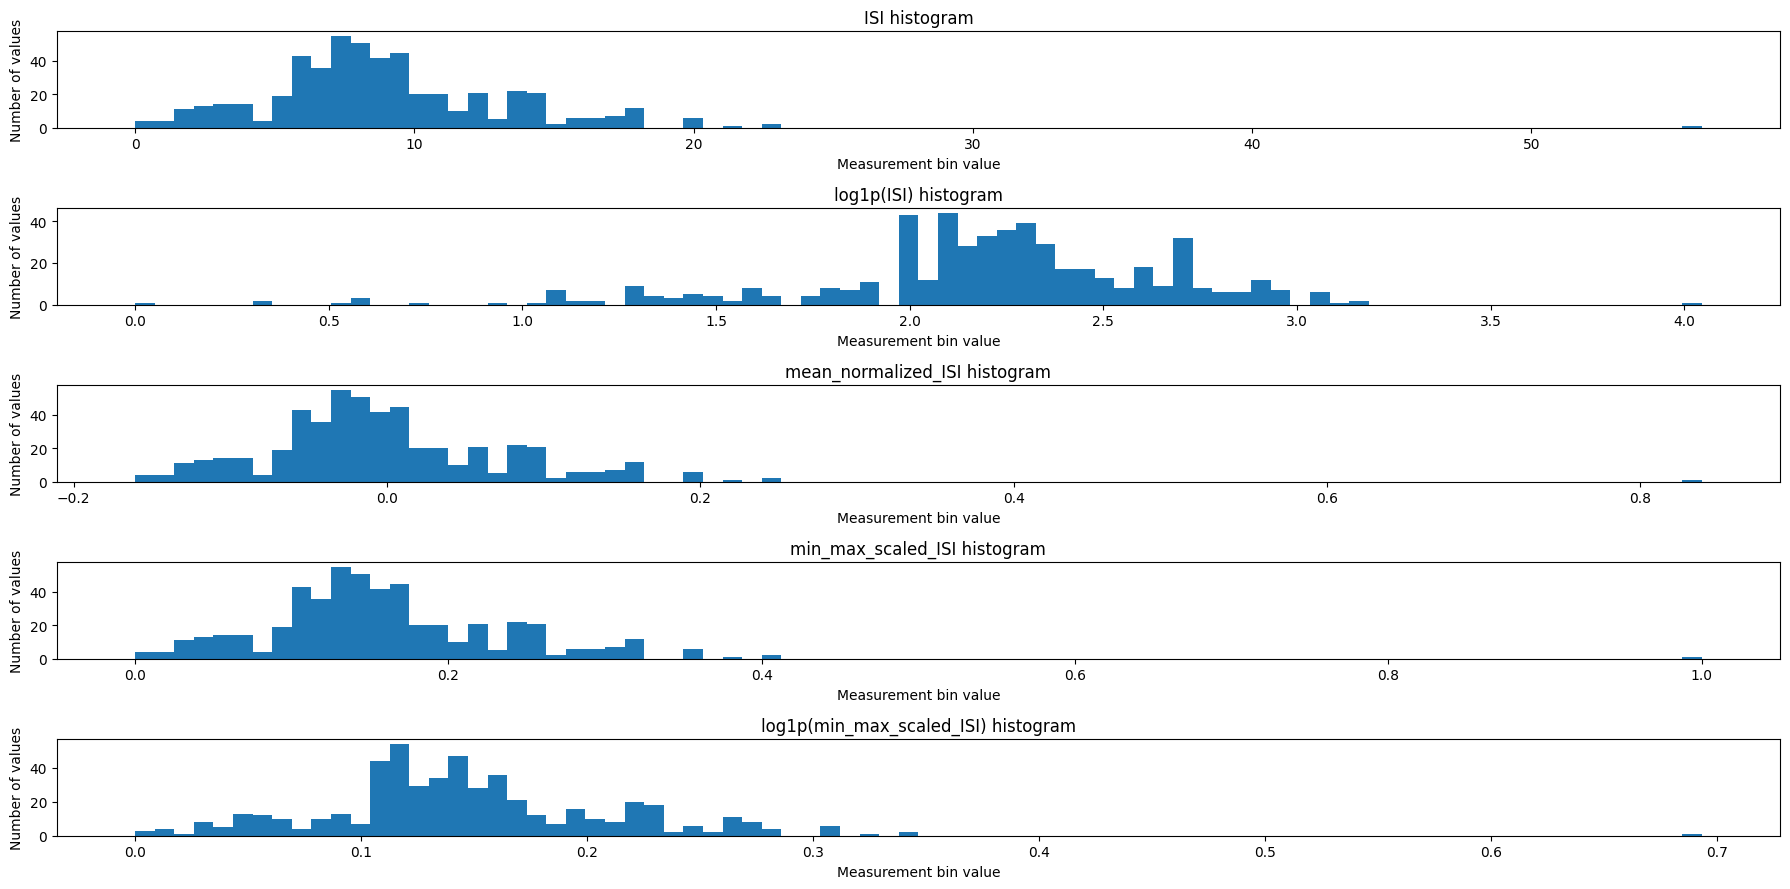 ISI histogram
Number of values
40
20
0
0 10 20 30 40 50
Measurement bin value
log1p(ISI) histogram
Number of values
40
20
0
0.0 0.5 1.0 1.5 2.0 2.5 3.0 3.5 4.0
Measurement bin value
mean_normalized_ISI histogram
Number of values
40
20
0
−0.2 0.0 0.2 0.4 0.6 0.8
Measurement bin value
min_max_scaled_ISI histogram
Number of values
40
20
0
0.0 0.2 0.4 0.6 0.8 1.0
Measurement bin value
log1p(min_max_scaled_ISI) histogram
Number of values
40
20
0
0.0 0.1 0.2 0.3 0.4 0.5 0.6 0.7
Measurement bin value